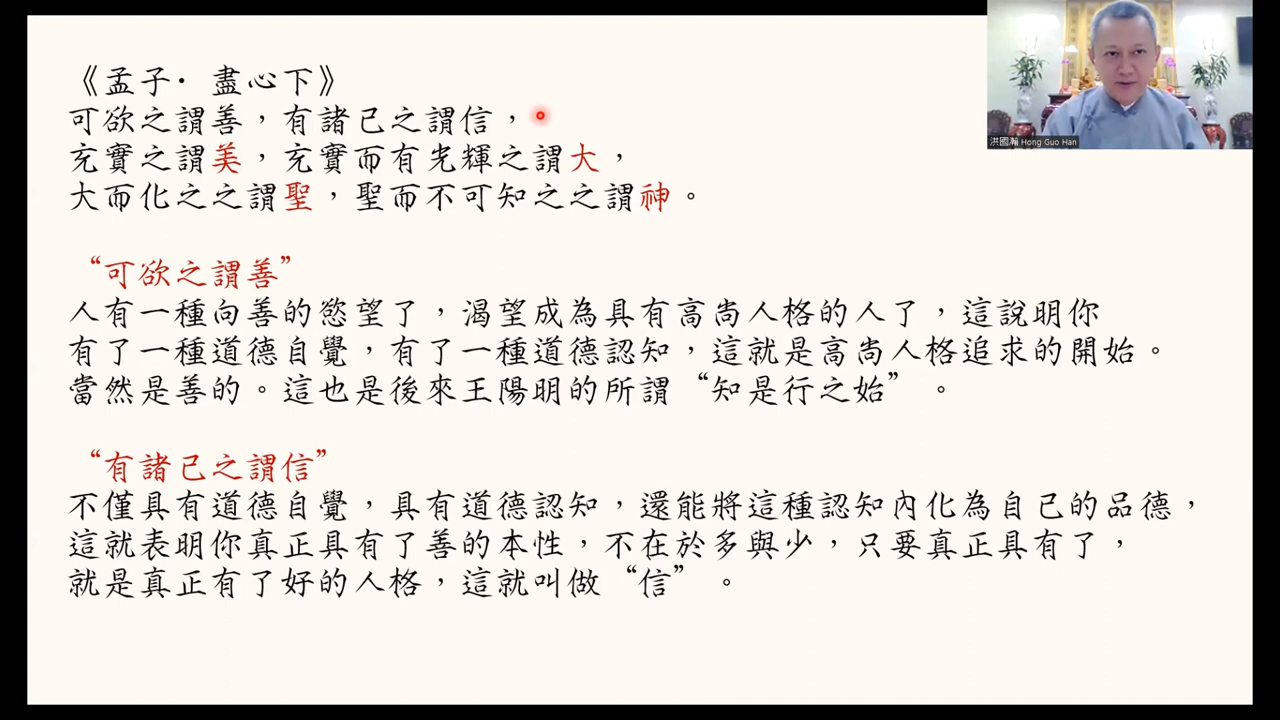 《孟子·盡心下》
可欲之謂善，有諸己之謂信，
充實之謂美，充實而有光輝之謂大，
大而化之之謂聖，聖而不可知之之謂神。
“可欲之謂善”
人有一種向善的慾望了，渴望成為具有高尚人格的人了，這說明你
有了一種道德自覺，有了一種道德認知，這就是高尚人格追求的開始。
當然是善的。這也是後來王陽明的所謂“知是行之始”。
“有諸己之謂信”
不僅具有道德自覺，具有道德認知，還能將這種認知內化為自己的品德，
這就表明你真正具有了善的本性，不在於多與少，只要真正具有了，
就是真正有了好的人格，這就叫做“信”。
洪國瀚 Hong Guo Han